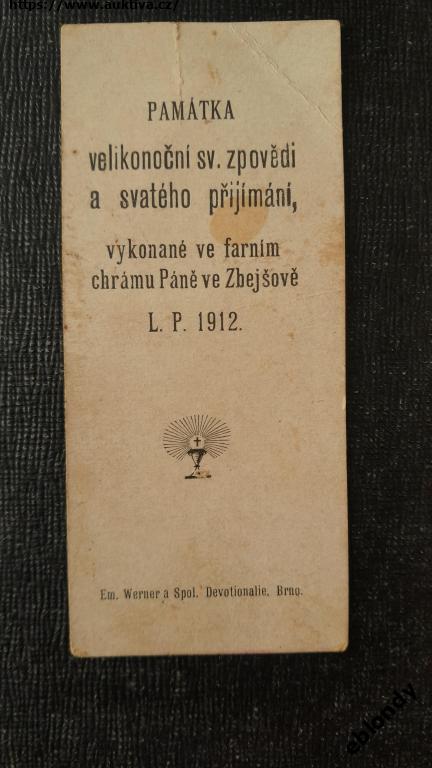 https://www.auktiva.cz/
PAMÁTKA
velikonoční sv. zpovědi
a svatého přijímání,
vykonané ve farním
chrámu Páně ve Zbejšově
L. P. 1912.
Em. Werner a Spol. Devotionalie, Brno.
eblondy